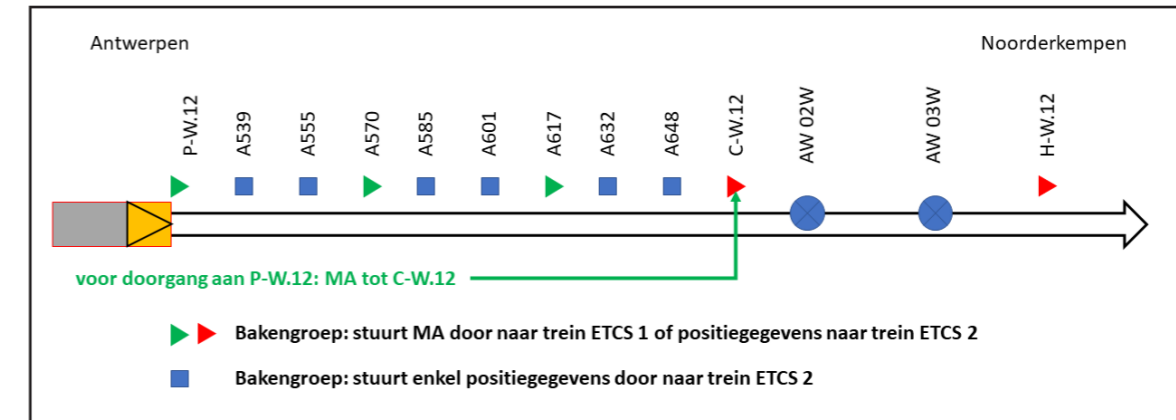 Antwerpen
Noorderkempen
P-W.12
A539
A555
A570
A585
A601
A617
A632
A648
C-W.12
AW 02W
AW 03W
H-W.12
voor doorgang aan P-W.12: MA tot C-W.12
Bakengroep: stuurt MA door naar trein ETCS 1 of positiegegevens naar trein ETCS 2
Bakengroep: stuurt enkel positiegegevens door naar trein ETCS 2